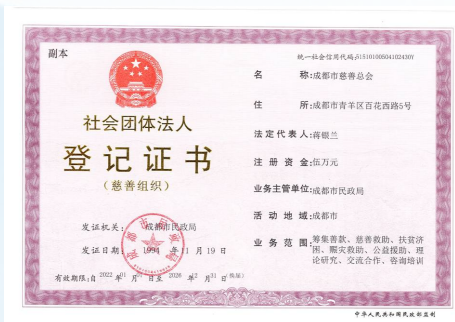 副本
统一社会信用代码:51510100504102430Y
社会团体法人
登记证书
(慈善组织)
发证机关: 成都市民政局
发证日期: 1994 年 11 月 19 日
有效期限:自 2022 年 01 月 日至 2026 年 12 月 31 日
名 称:成都市慈善总会
住 所:成都市青羊区百花西路5号
法定代表人:蒋银兰
注册资金:伍万元
业务主管单位:成都市民政局
活动地域:成都市
业务范围:筹集善款、慈善救助、扶贫济
困、赈灾救助、公益援助、理
论研究、交流合作、咨询培训
中华人民共和国民政部监制